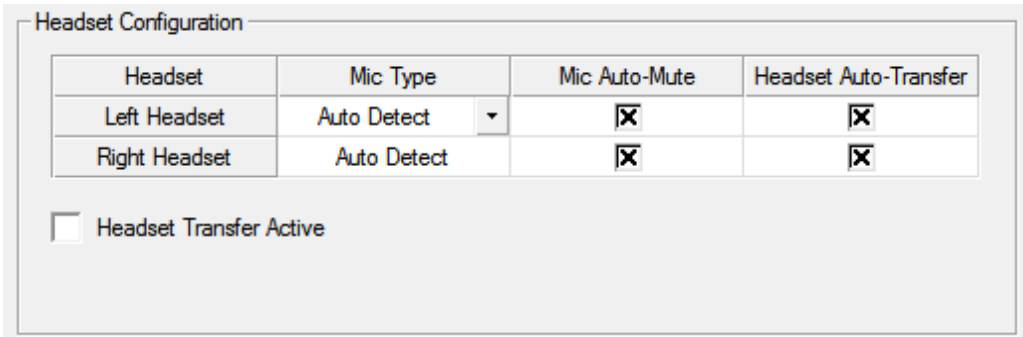 Headset Configuration
Headset Mic Type Mic Auto-Mute Headset Auto-Transfer
Left Headset Auto Detect
Right Headset Auto Detect
Headset Transfer Active